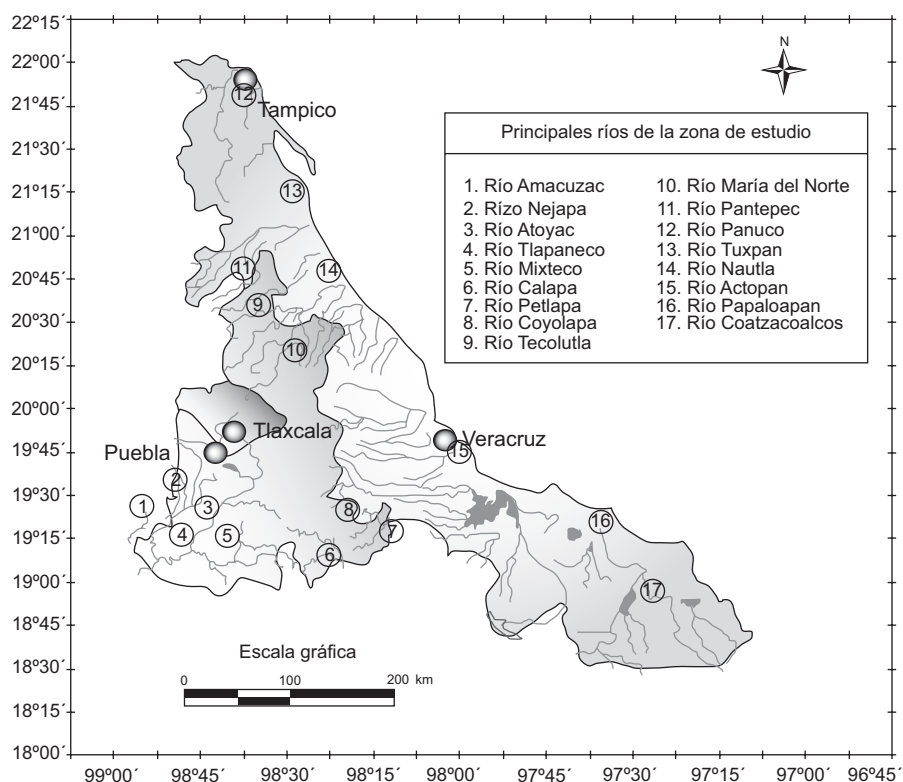 22º15´
22º00´
21º45´
21º30´
21º15´
21º00´
20º45´
20º30´
20º15´
20º00´
19º45´
19º30´
19º15´
19º00´
18º45´
18º30´
18º15´
18º00´
99º00´ 98º45´ 98º30´ 98º15´ 98º00´ 97º45´ 97º30´ 97º15´ 97º00´ 96º45´
N
12
Tampico
13
11
14
9
10
Tlaxcala
Puebla
Veracruz
15
2
1
3
8
16
4
5
7
6
17
Principales ríos de la zona de estudio
1. Río Amacuzac
2. Rízo Nejapa
3. Río Atoyac
4. Río Tlapaneco
5. Río Mixteco
6. Río Calapa
7. Río Petlapa
8. Río Coyolapa
9. Río Tecolutla
10. Río María del Norte
11. Río Pantepec
12. Río Panuco
13. Río Tuxpan
14. Río Nautla
15. Río Actopan
16. Río Papaloapan
17. Río Coatzacoalcos
Escala gráfica
0 100 200 km